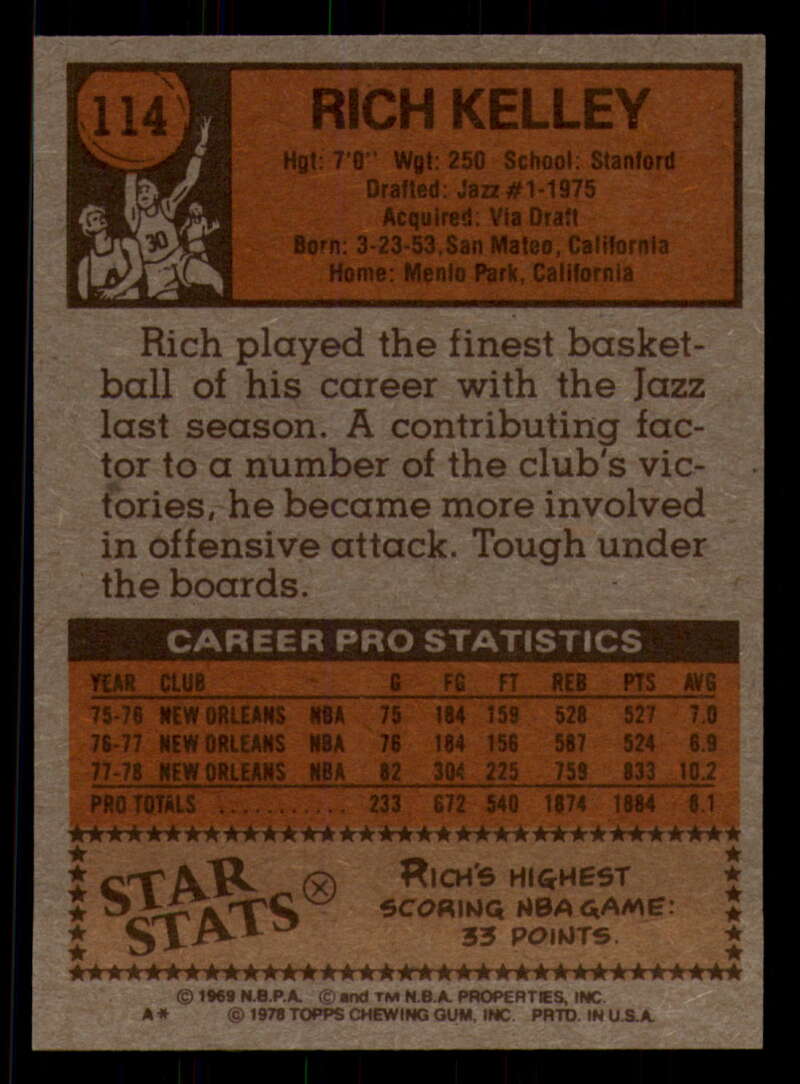 114
30
RICH KELLEY
Hgt: 7'0" Wgt: 250 School: Stanford
Drafted: Jazz #1-1975
Acquired: Via Draft
Born: 3-23-53, San Mateo, California
Home: Menlo Park, California
Rich played the finest basket-
ball of his career with the Jazz
last season. A contributing fac-
tor to a number of the club's vic-
tories, he became more involved
in offensive attack. Tough under
the boards.
CAREER PRO STATISTICS
YEAR CLUB G FG FT REB PTS AVG
75-76 NEW ORLEANS NBA 75 184 159 528 527 7.0
76-77 NEW ORLEANS NBA 76 184 156 587 524 6.9
77-78 NEW ORLEANS NBA 82 304 225 759 833 10.2
PRO TOTALS ........... 233 672 540 1874 1884 8.1
STAR
STATS
RICH'S HIGHEST
SCORING NBA GAME:
33 POINTS.
© 1969 N.B.P.A. © and TM N.B.A. PROPERTIES, INC.
A* © 1978 TOPPS CHEWING GUM, INC. PRTD. IN U.S.A.